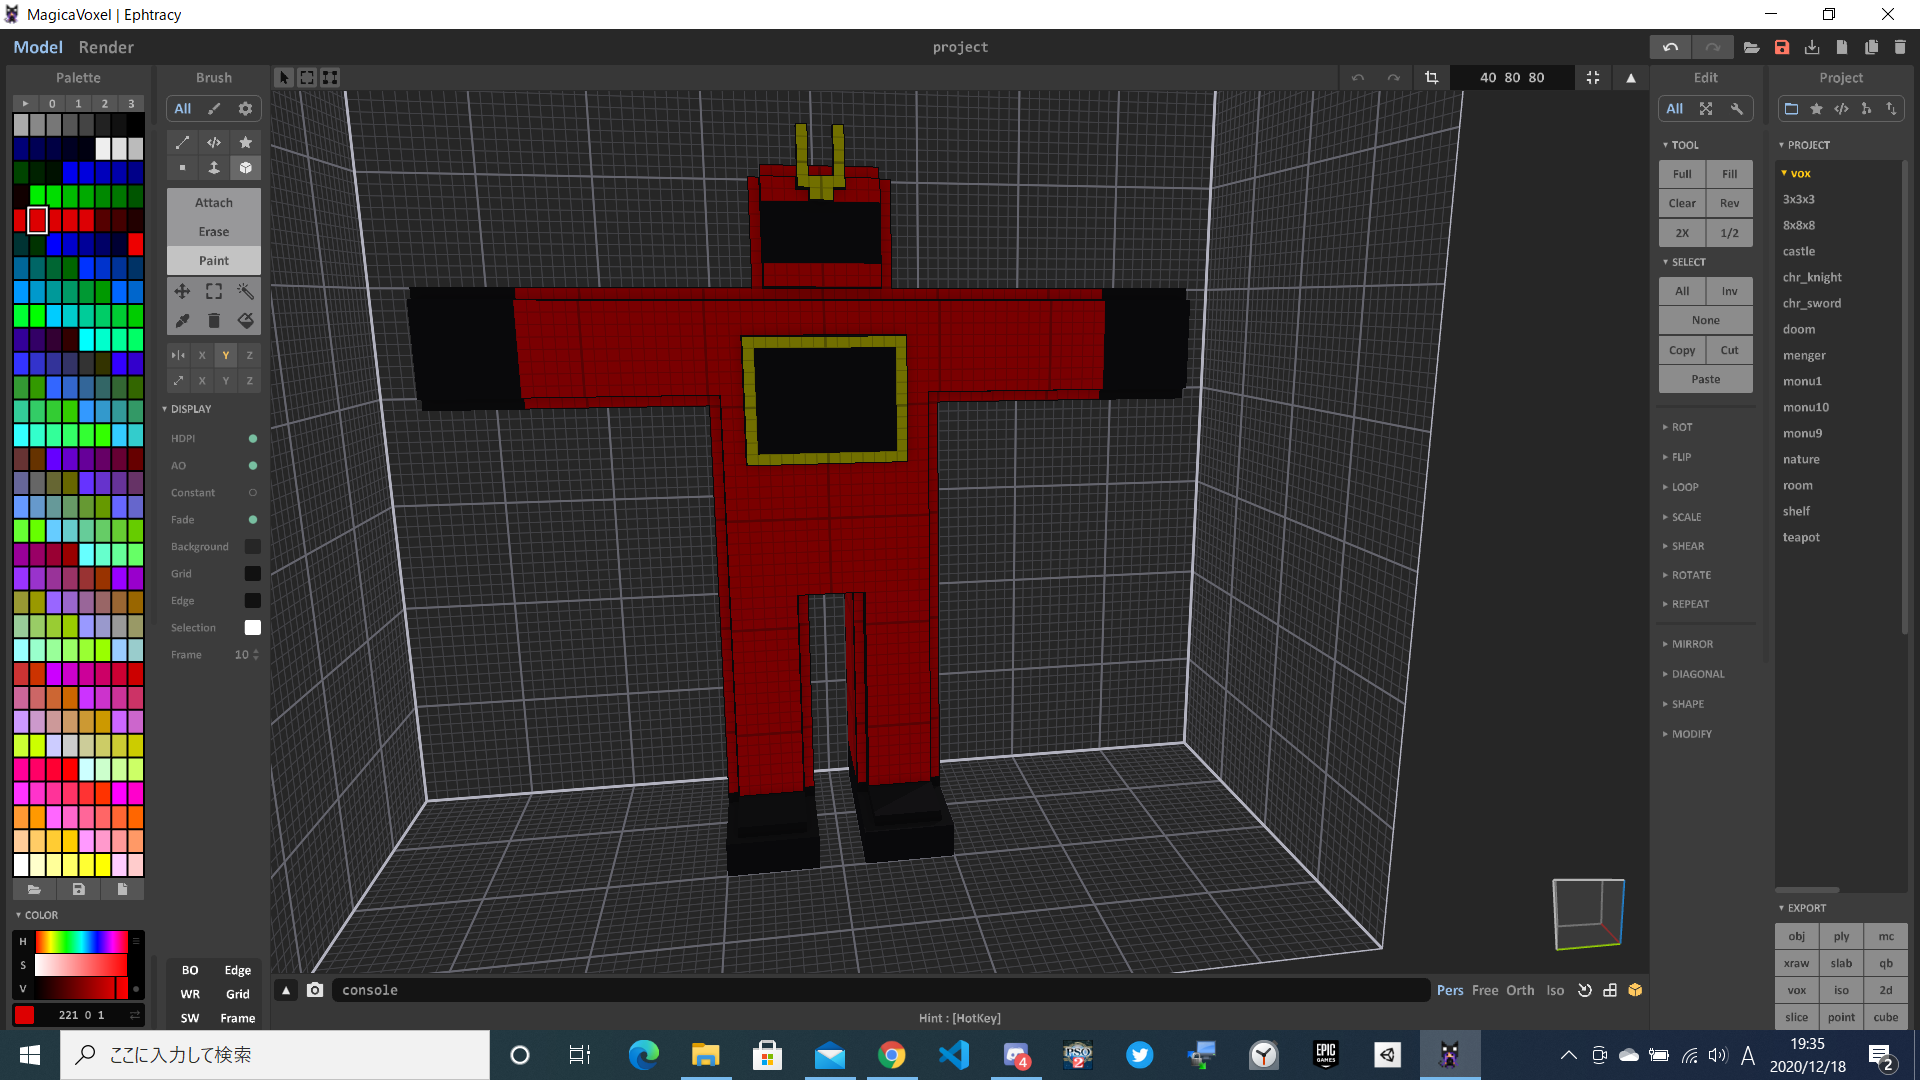 MagicaVoxel | Ephtracy
Model Render
project
Palette
Brush
40 80 80
Edit
Project
0 1 2 3
All
All
Attach
Erase
Paint
X Y Z
X Y Z
DISPLAY
HDPI
AO
Constant
Fade
Background
Grid
Edge
Selection
Frame 10
COLOR
H
S
V
221 0 1
BO Edge
WR Grid
SW Frame
console
Pers Free Orth Iso
Hint : [HotKey]
TOOL
Full Fill
Clear Rev
2X 1/2
SELECT
All Inv
None
Copy Cut
Paste
ROT
FLIP
LOOP
SCALE
SHEAR
ROTATE
REPEAT
MIRROR
DIAGONAL
SHAPE
MODIFY
PROJECT
vox
3x3x3
8x8x8
castle
chr_knight
chr_sword
doom
menger
monu1
monu10
monu9
nature
room
shelf
teapot
EXPORT
obj ply mc
xraw slab qb
vox iso 2d
slice point cube
ここに入力して検索
4
PSO
2
EPIC
GAMES
A
19:35
2020/12/18
2